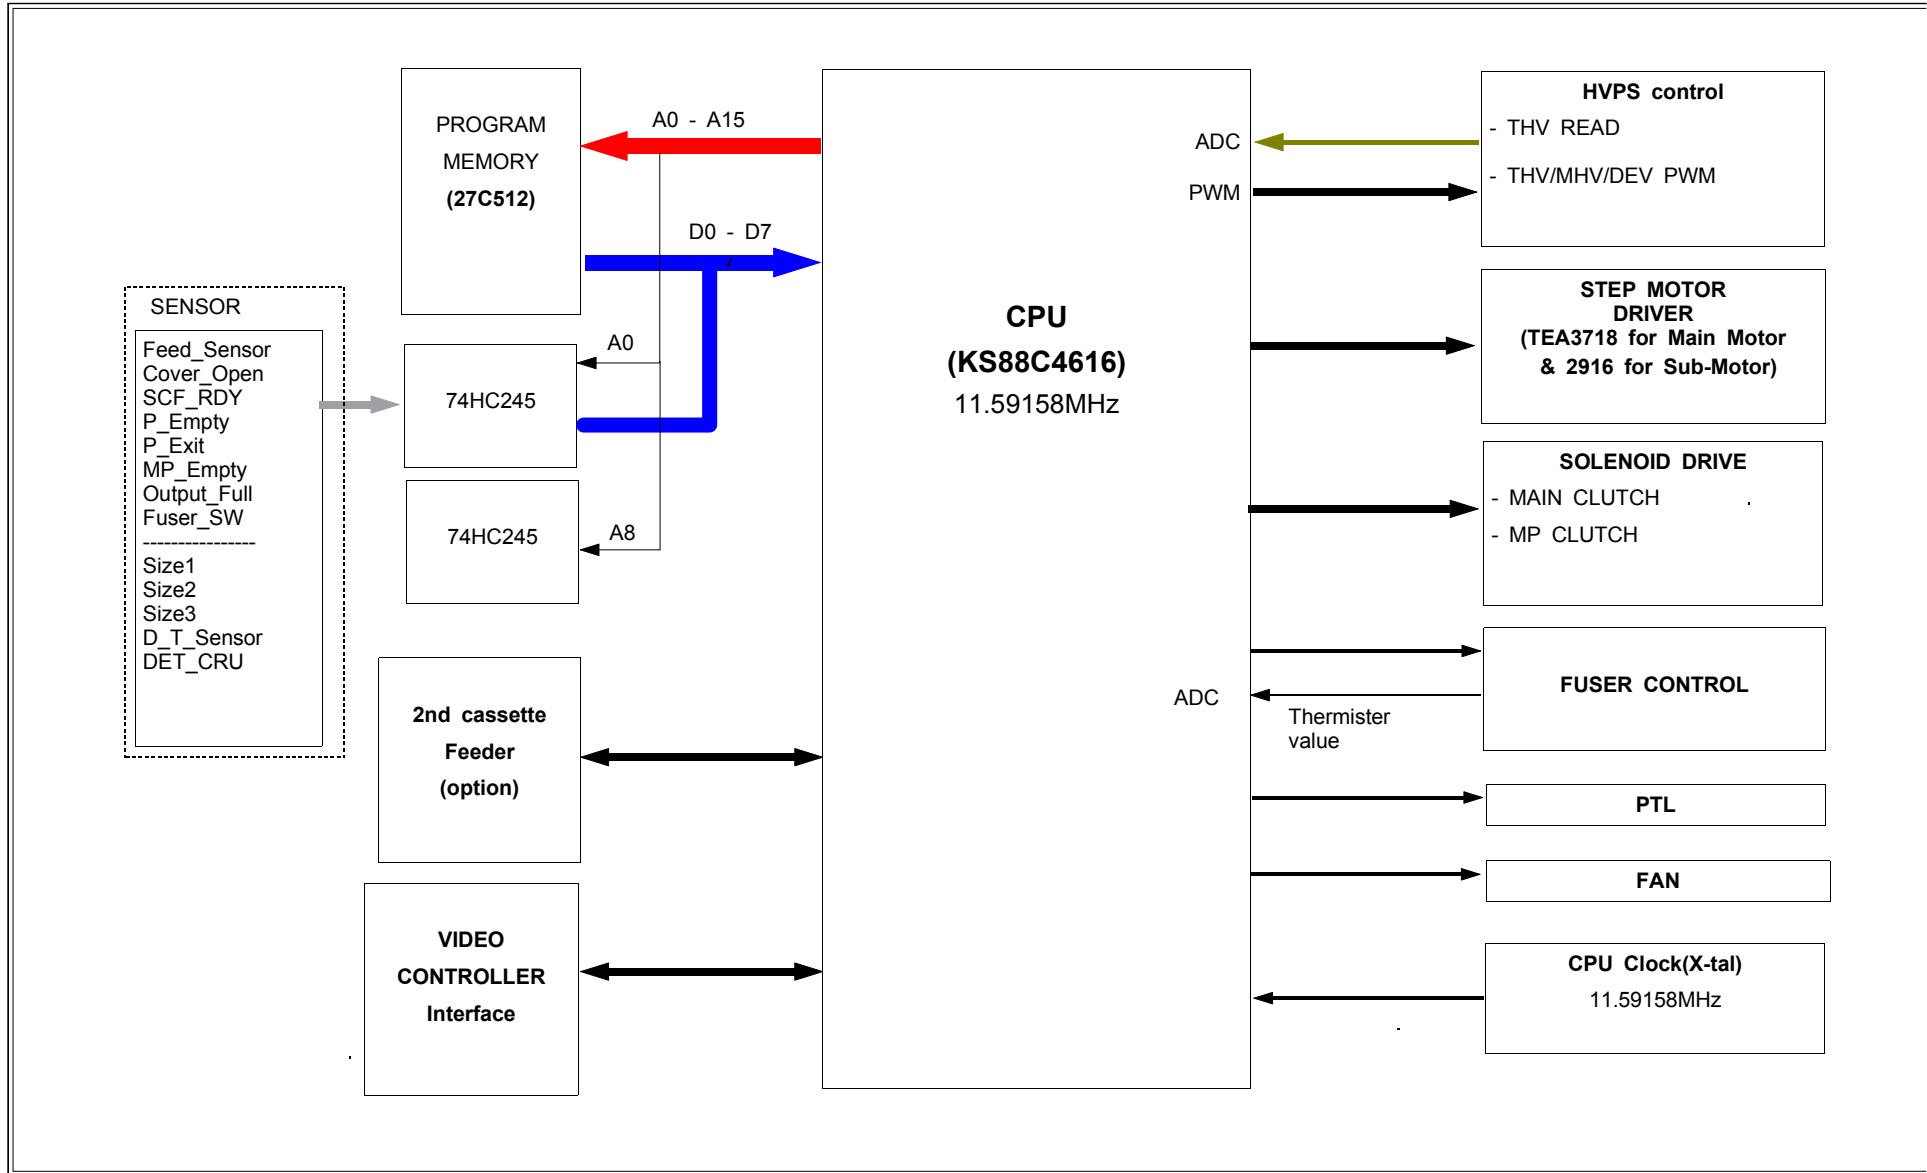 PROGRAM
MEMORY
(27C512)
A0 - A15
D0 - D7
SENSOR
Feed_Sensor
Cover_Open
SCF_RDY
P_Empty
P_Exit
MP_Empty
Output_Full
Fuser_SW
----------------
Size1
Size2
Size3
D_T_Sensor
DET_CRU
A0
74HC245
A8
74HC245
2nd cassette
Feeder
(option)
VIDEO
CONTROLLER
Interface
CPU
(KS88C4616)
11.59158MHz
ADC
PWM
ADC
HVPS control
- THV READ
- THV/MHV/DEV PWM
STEP MOTOR
DRIVER
(TEA3718 for Main Motor
& 2916 for Sub-Motor)
SOLENOID DRIVE
- MAIN CLUTCH
- MP CLUTCH
FUSER CONTROL
Thermister
value
PTL
FAN
CPU Clock(X-tal)
11.59158MHz